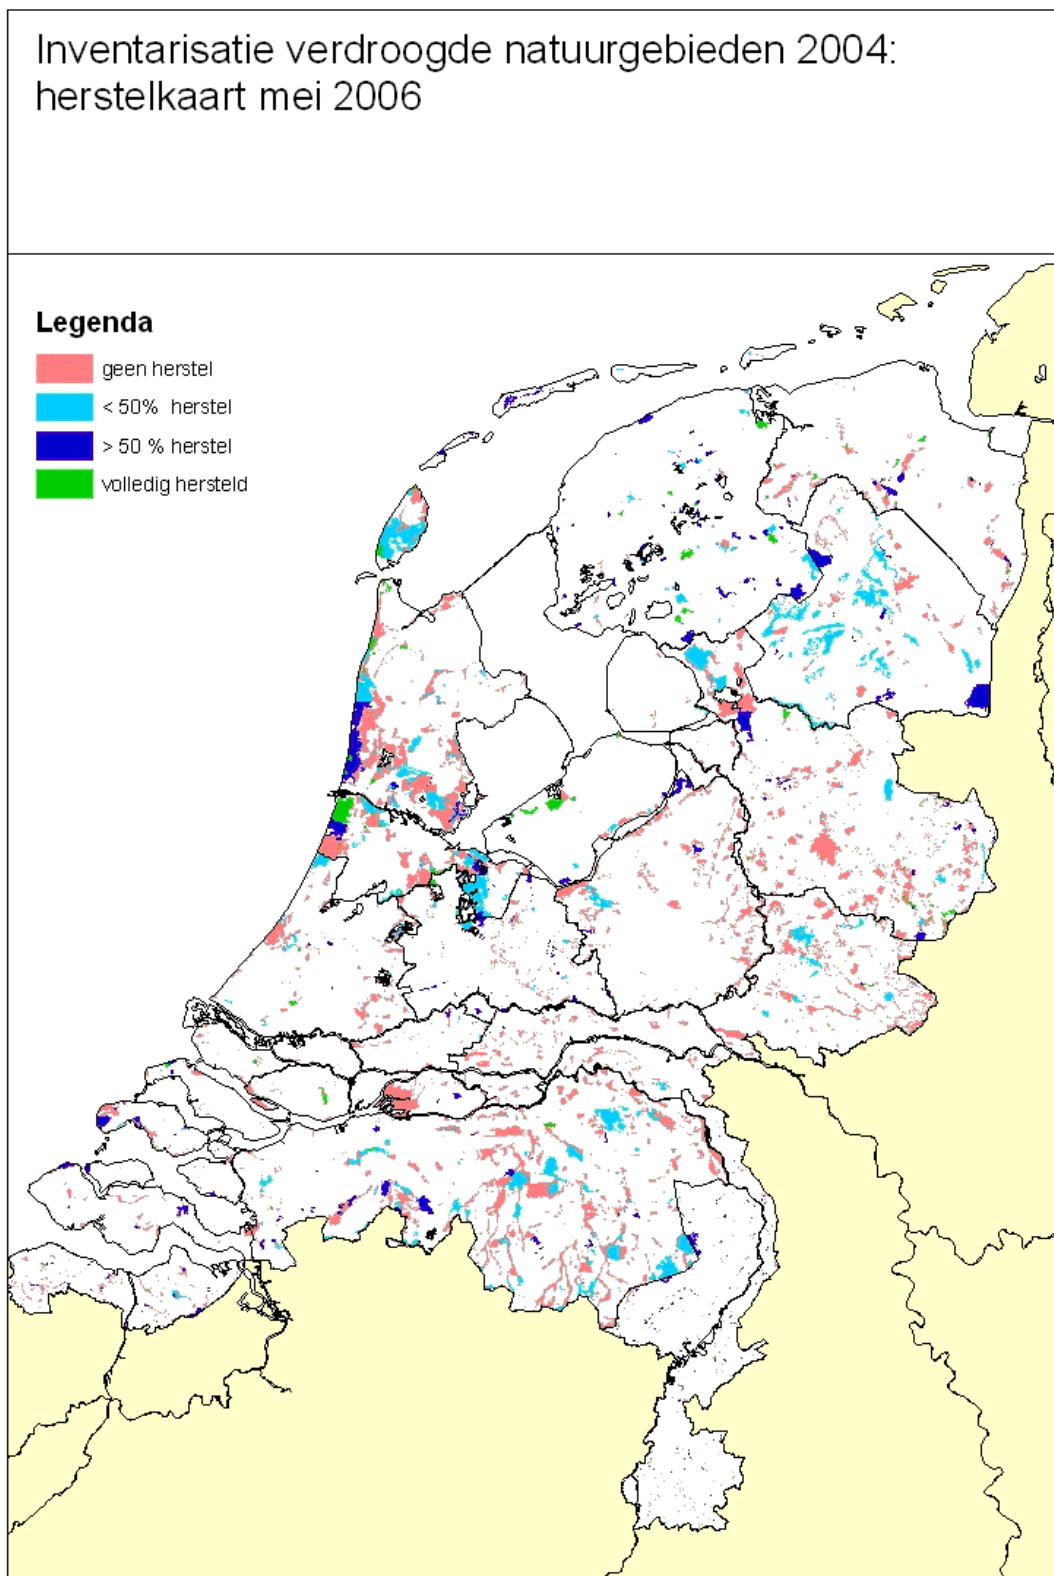 Inventarisatie verdroogde natuurgebieden 2004:
herstelkaart mei 2006
Legenda
geen herstel
< 50% herstel
> 50 % herstel
volledig hersteld